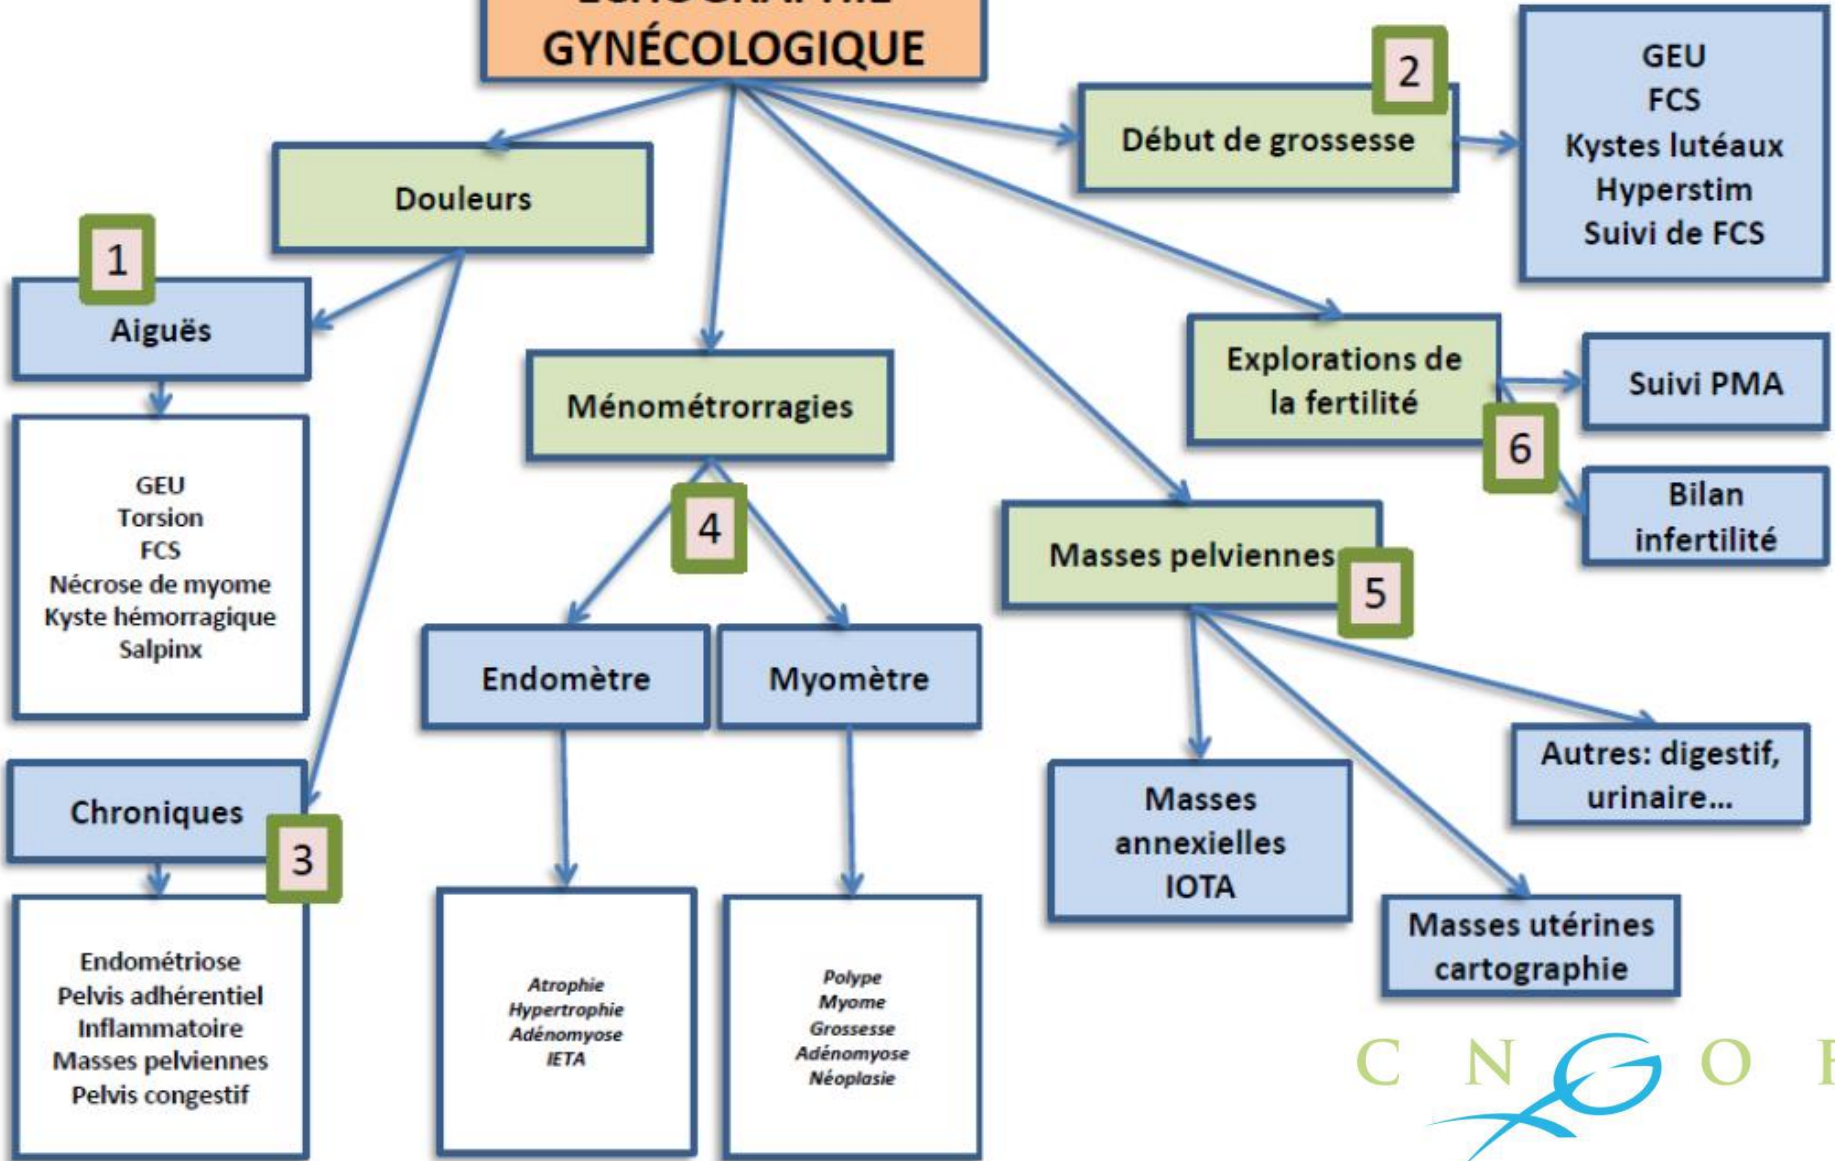 GYNÉCOLOGIQUE
2
Début de grossesse
GEU
FCS
Kystes lutéaux
Hyperstim
Suivi de FCS
Douleurs
1
Aiguës
GEU
Torsion
FCS
Nécrose de myome
Kyste hémorragique
Salpinx
Chroniques
3
Endométriose
Pelvis adhérentiel
Inflammatoire
Masses pelviennes
Pelvis congestif
Ménométrorragies
4
Endomètre
Myomètre
Atrophie
Hypertrophie
Adénomyose
IETA
Polype
Myome
Grossesse
Adénomyose
Néoplasie
Explorations de
la fertilité
6
Suivi PMA
Bilan
infertilité
Masses pelviennes
5
Masses
annexielles
IOTA
Masses utérines
cartographie
Autres: digestif,
urinaire...
C N G O